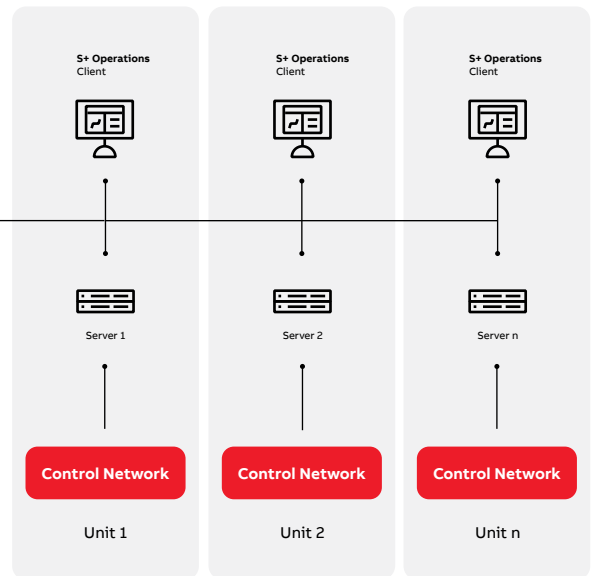 S+ Operations
Client
S+ Operations
Client
S+ Operations
Client
Server 1
Server 2
Server n
Control Network
Control Network
Control Network
Unit 1
Unit 2
Unit n